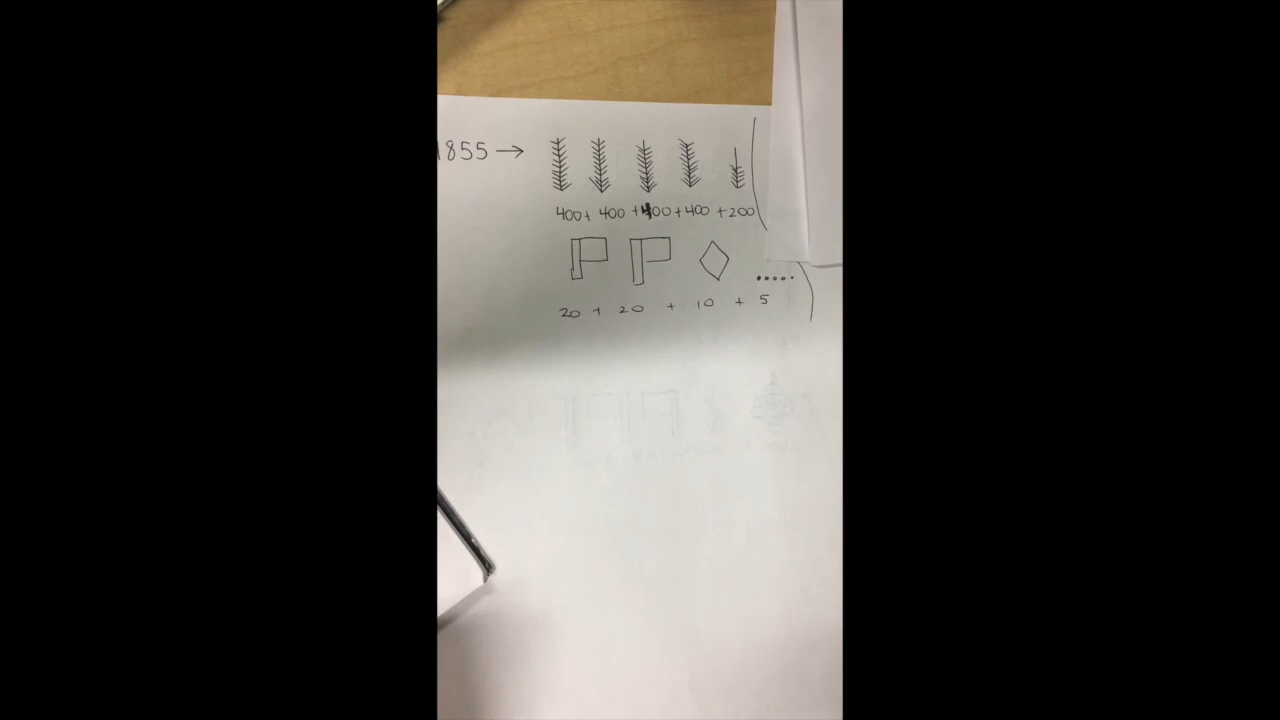 1855 →
400 + 400 + 400 + 400 + 200
20 + 20 + 10 + 5